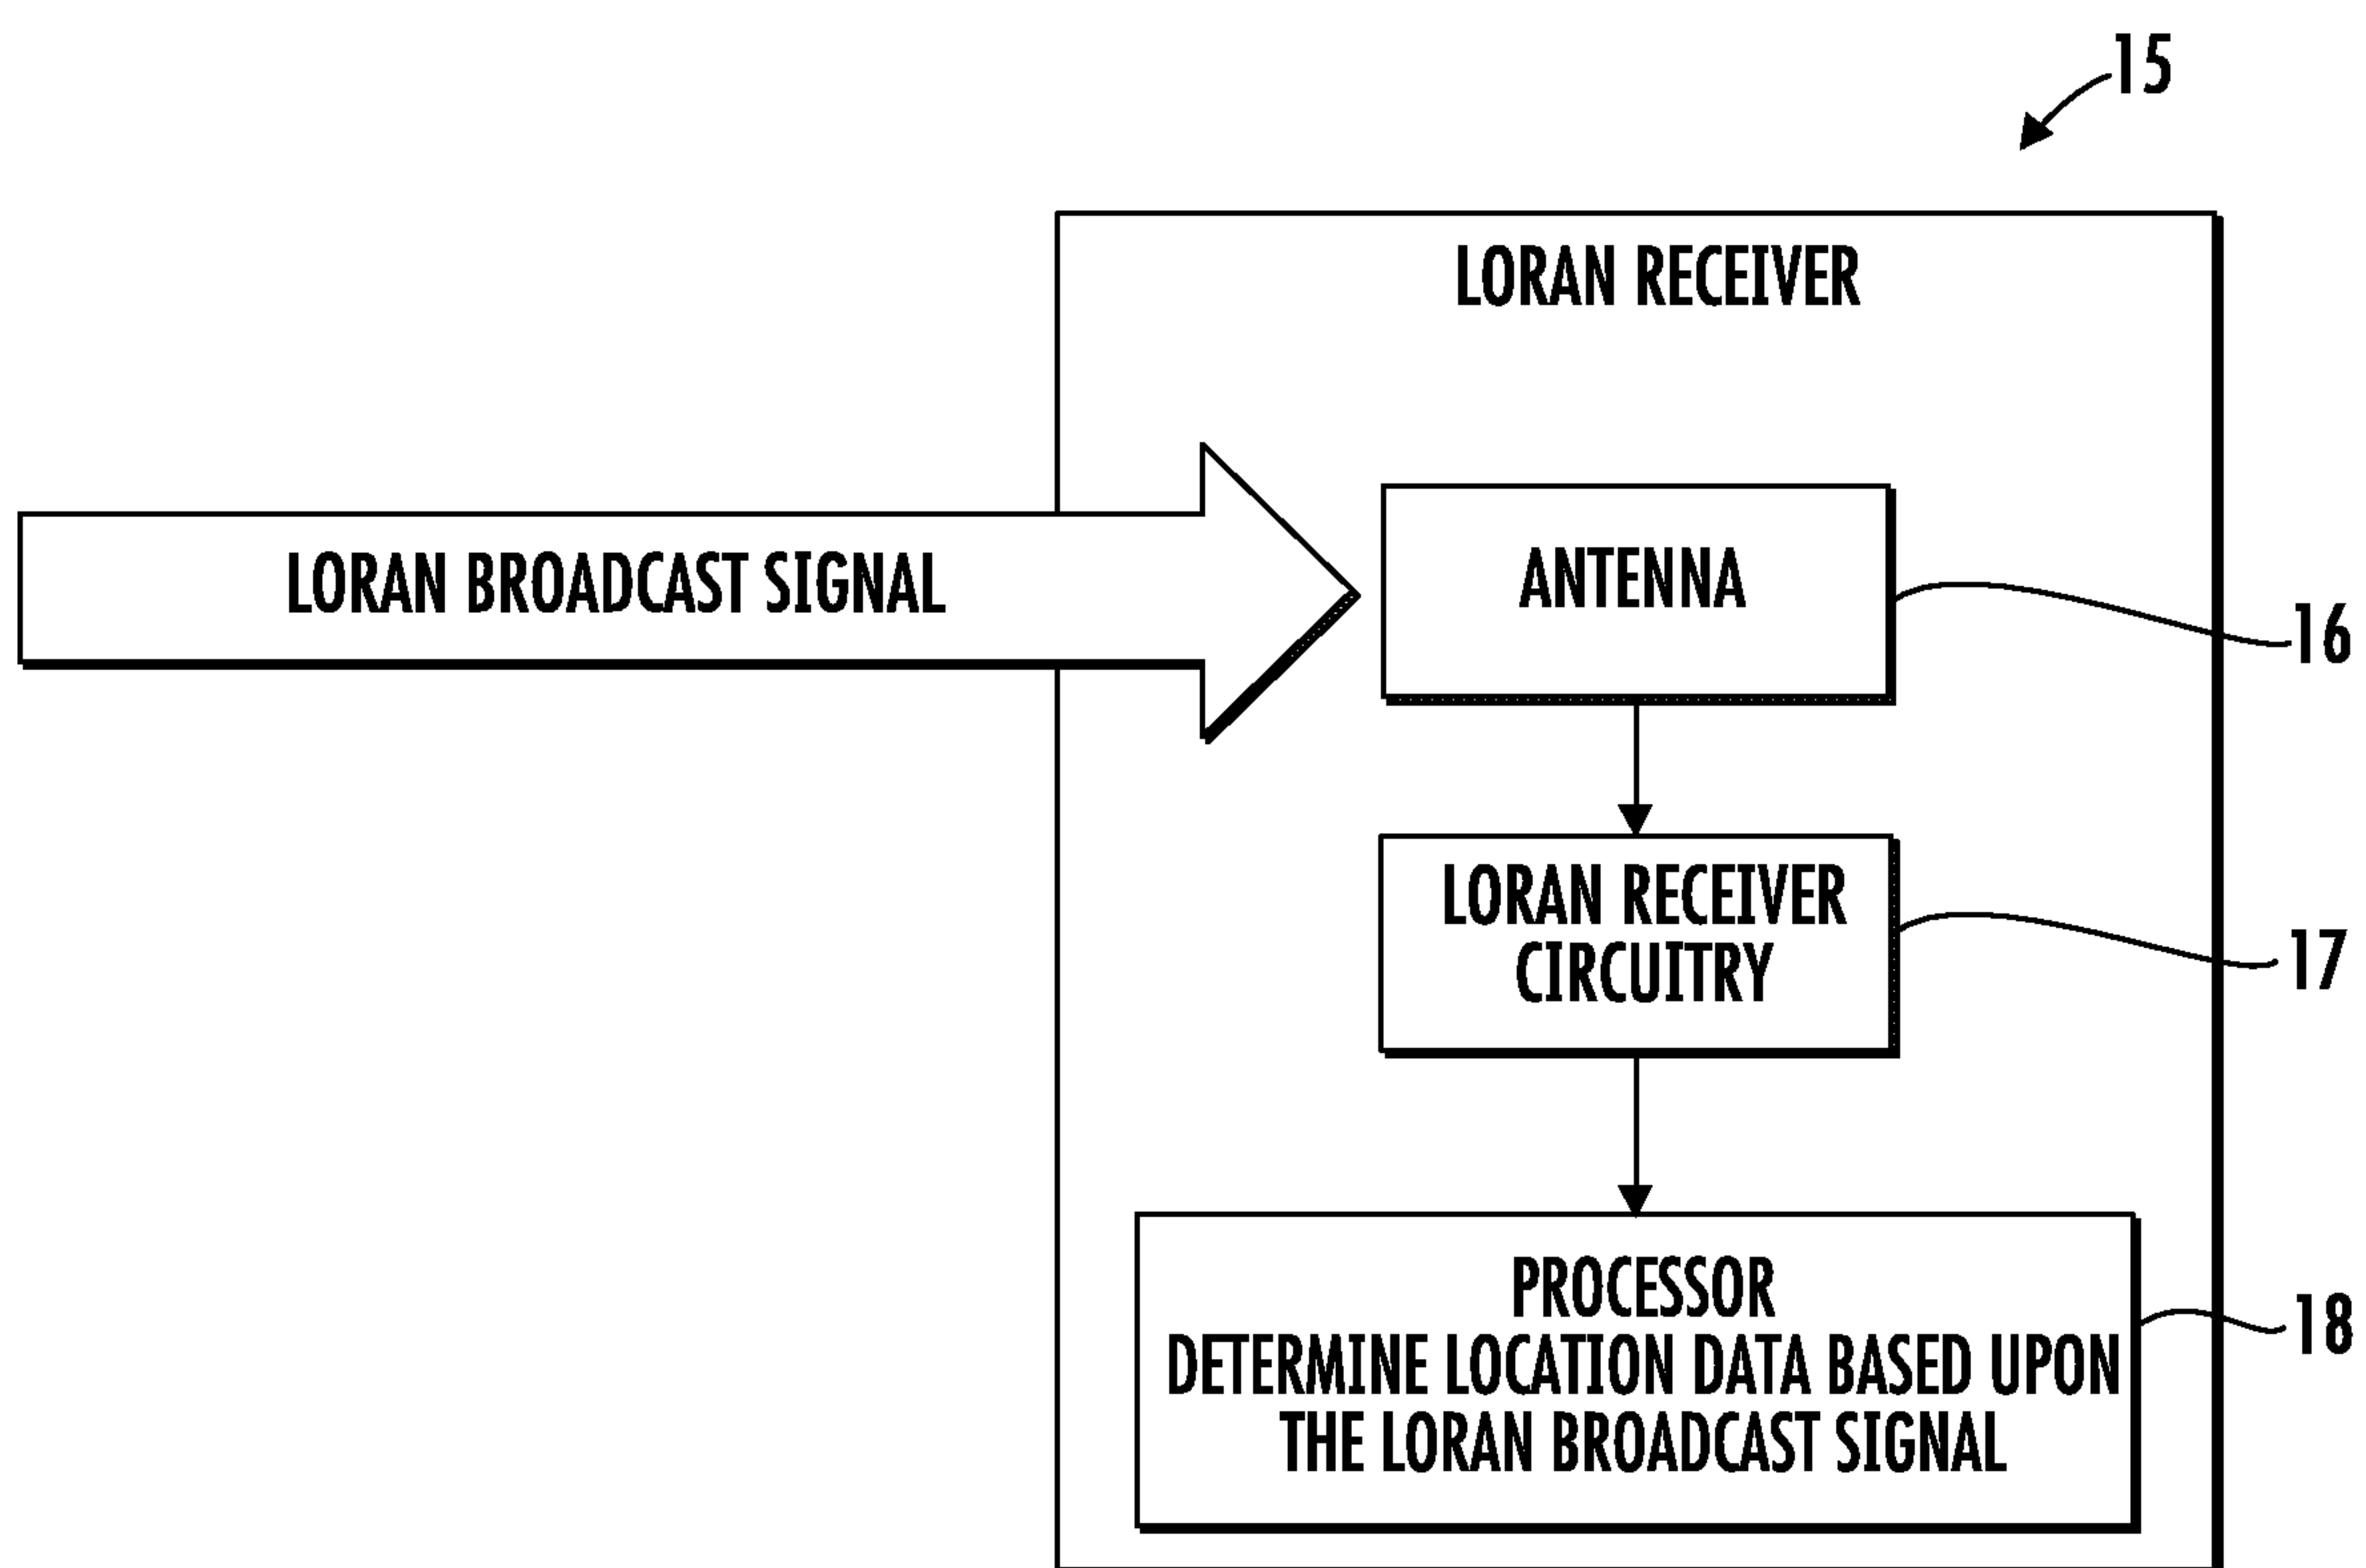 15
LORAN RECEIVER
LORAN BROADCAST SIGNAL
ANTENNA
16
LORAN RECEIVER
CIRCUITRY
17
PROCESSOR
DETERMINE LOCATION DATA BASED UPON
THE LORAN BROADCAST SIGNAL
18